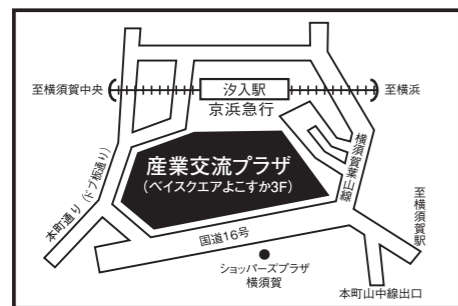 汐入駅
京浜急行
至横須賀中央
至横浜
産業交流プラザ
(ベイスクエアよこすか3F)
横須賀葉山線
本町通り(ドブ板通り)
国道16号
至横須賀駅
ショッパーズプラザ
横須賀
本町山中線出口